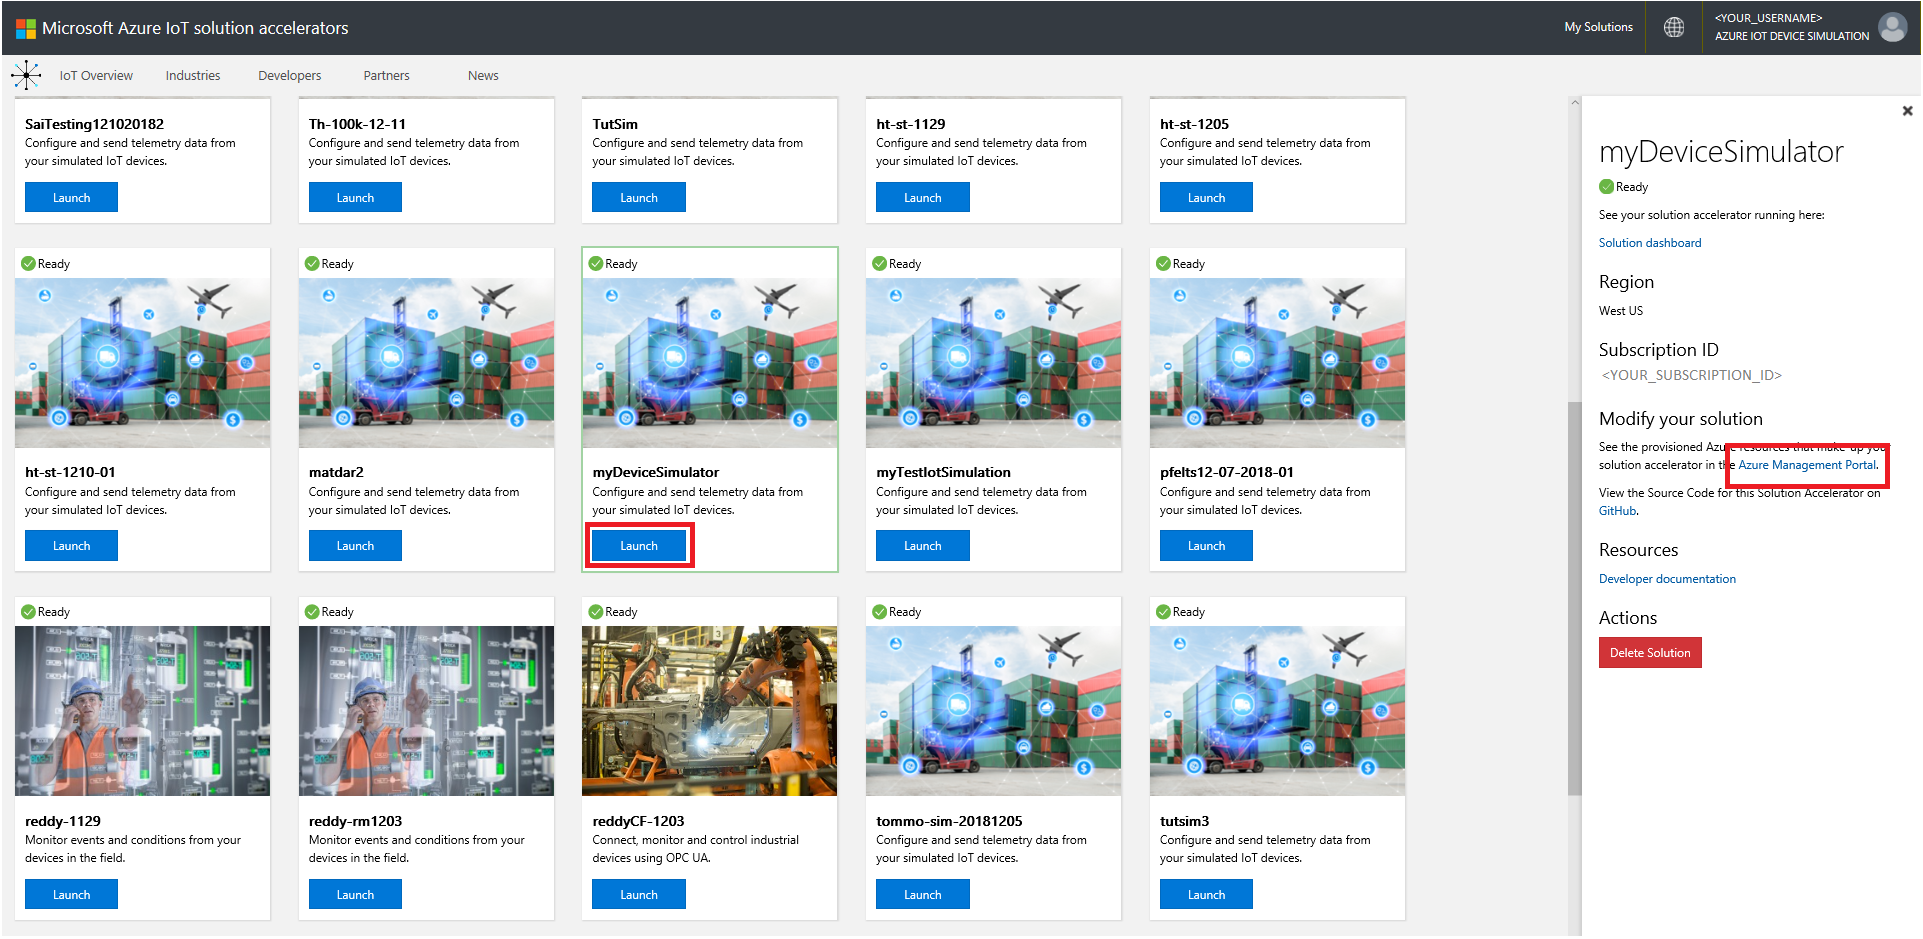 Microsoft Azure IoT solution accelerators
My Solutions
<YOUR_USERNAME>
AZURE IOT DEVICE SIMULATION
IoT Overview
Industries
Developers
Partners
News
SaiTesting121020182
Configure and send telemetry data from
your simulated IoT devices.
Launch
Th-100k-12-11
Configure and send telemetry data from
your simulated IoT devices.
Launch
TutSim
Configure and send telemetry data from
your simulated IoT devices.
Launch
ht-st-1129
Configure and send telemetry data from
your simulated IoT devices.
Launch
ht-st-1205
Configure and send telemetry data from
your simulated IoT devices.
Launch
Ready
ht-st-1210-01
Configure and send telemetry data from
your simulated IoT devices.
Launch
Ready
matdar2
Configure and send telemetry data from
your simulated IoT devices.
Launch
Ready
myDeviceSimulator
Configure and send telemetry data from
your simulated IoT devices.
Launch
Ready
myTestIotSimulation
Configure and send telemetry data from
your simulated IoT devices.
Launch
Ready
pfelts12-07-2018-01
Configure and send telemetry data from
your simulated IoT devices.
Launch
Ready
reddy-1129
Monitor events and conditions from your
devices in the field.
Launch
Ready
reddy-rm1203
Monitor events and conditions from your
devices in the field.
Launch
Ready
reddyCF-1203
Connect, monitor and control industrial
devices using OPC UA.
Launch
Ready
tommo-sim-20181205
Configure and send telemetry data from
your simulated IoT devices.
Launch
Ready
tutsim3
Configure and send telemetry data from
your simulated IoT devices.
Launch
myDeviceSimulator
Ready
See your solution accelerator running here:
Solution dashboard
Region
West US
Subscription ID
<YOUR_SUBSCRIPTION_ID>
Modify your solution
See the provisioned Azure resources that make-up your
solution accelerator in the Azure Management Portal.
View the Source Code for this Solution Accelerator on
GitHub.
Resources
Developer documentation
Actions
Delete Solution